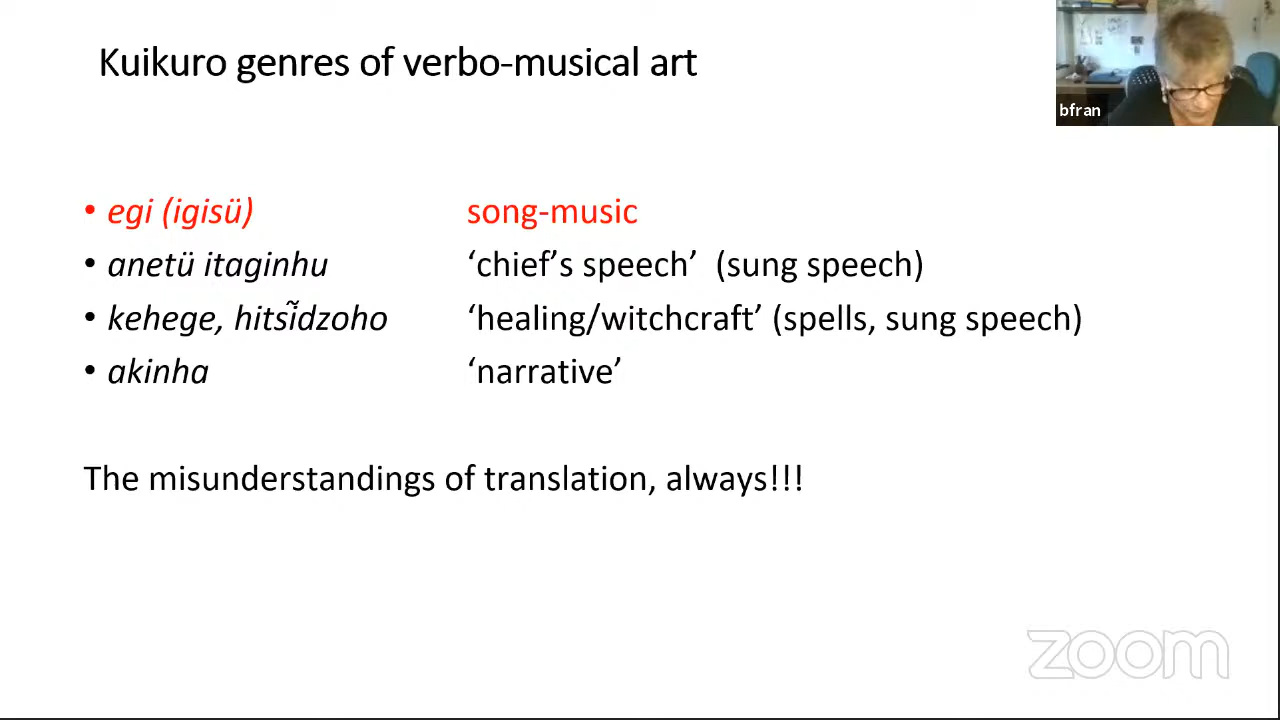 Kuikuro genres of verbo-musical art
bfran
• egi (igisü) song-music
• anetü itaginhu ‘chief’s speech’ (sung speech)
• kehege, hitsĩdzoho ‘healing/witchcraft’ (spells, sung speech)
• akinha ‘narrative’
The misunderstandings of translation, always!!!
zoom